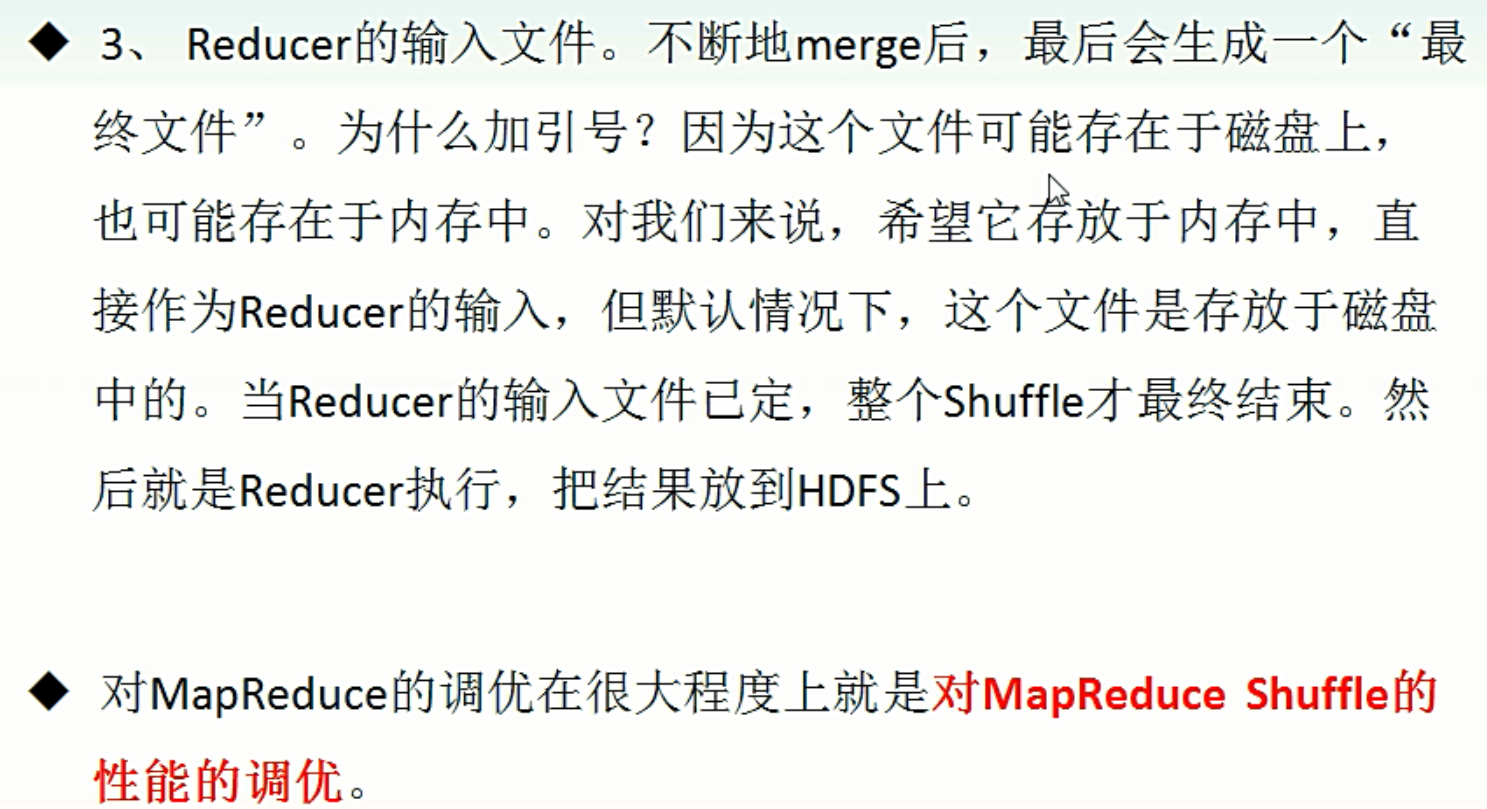 ◆ 3、 Reducer的输入文件。不断地merge后，最后会生成一个“最
终文件”。为什么加引号？因为这个文件可能存在于磁盘上，
也可能存在于内存中。对我们来说，希望它存放于内存中，直
接作为Reducer的输入，但默认情况下，这个文件是存放于磁盘
中的。当Reducer的输入文件已定，整个Shuffle才最终结束。然
后就是Reducer执行，把结果放到HDFS上。
◆ 对MapReduce的调优在很大程度上就是对MapReduce Shuffle的
性能的调优。